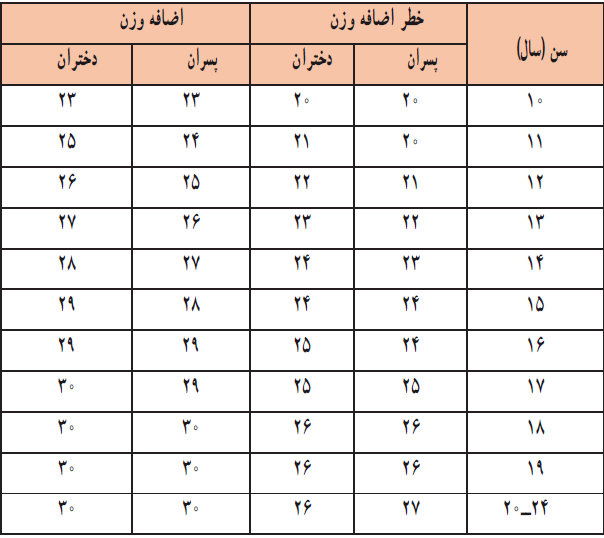 سن (سال) خطر اضافه وزن اضافه وزن
پسران دختران پسران دختران
۱۰ ۲۰ ۲۰ ۲۳ ۲۳
۱۱ ۲۰ ۲۱ ۲۴ ۲۵
۱۲ ۲۱ ۲۲ ۲۵ ۲۶
۱۳ ۲۲ ۲۳ ۲۶ ۲۷
۱۴ ۲۳ ۲۴ ۲۷ ۲۸
۱۵ ۲۴ ۲۴ ۲۸ ۲۹
۱۶ ۲۴ ۲۵ ۲۹ ۲۹
۱۷ ۲۵ ۲۵ ۲۹ ۳۰
۱۸ ۲۶ ۲۶ ۳۰ ۳۰
۱۹ ۲۶ ۲۶ ۳۰ ۳۰
۲۰ــ۲۴ ۲۷ ۲۶ ۳۰ ۳۰